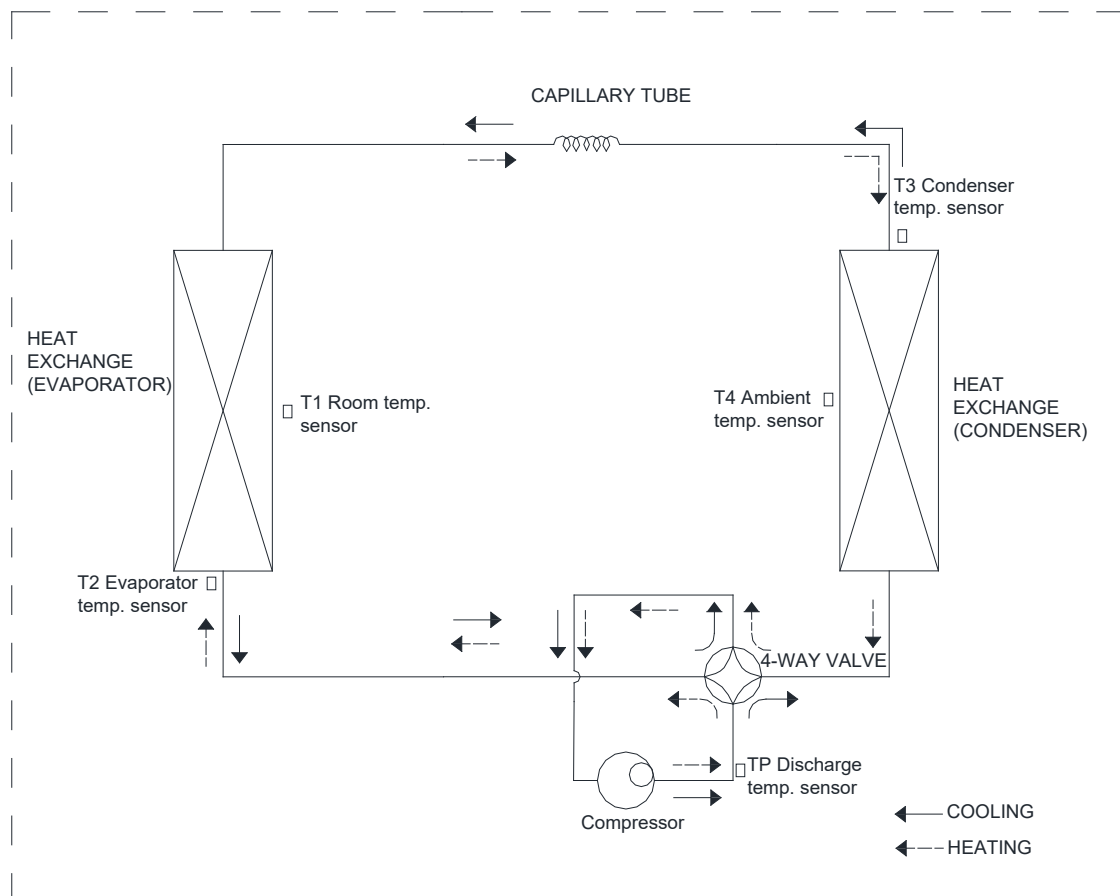 CAPILLARY TUBE
T3 Condenser
temp. sensor
HEAT
EXCHANGE
(EVAPORATOR)
T1 Room temp.
sensor
T4 Ambient
temp. sensor
HEAT
EXCHANGE
(CONDENSER)
T2 Evaporator
temp. sensor
4-WAY VALVE
TP Discharge
temp. sensor
Compressor
COOLING
HEATING